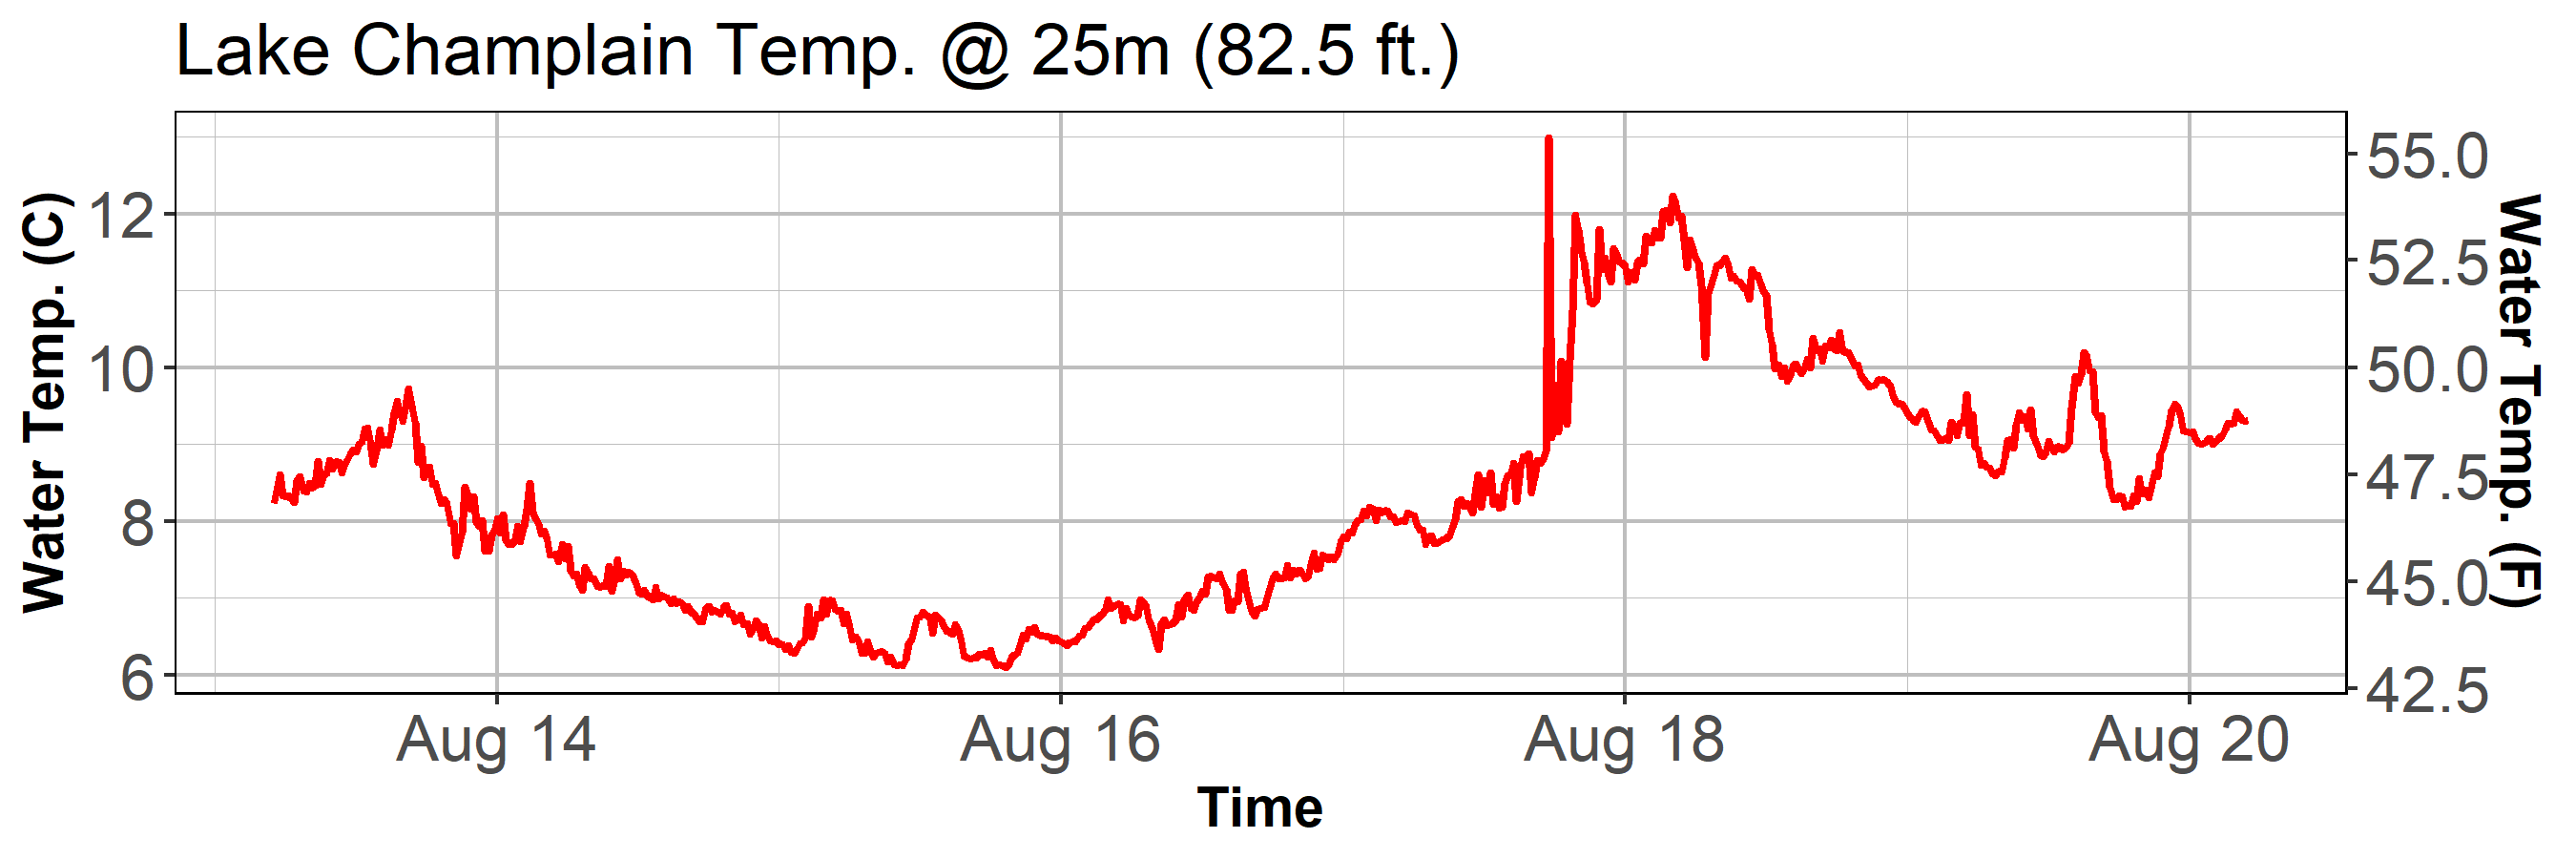 Lake Champlain Temp. @ 25m (82.5 ft.)
Water Temp. (C)
12
10
8
6
55.0
52.5
50.0
47.5
45.0
42.5
Water Temp. (F)
Aug 14 Aug 16 Aug 18 Aug 20
Time